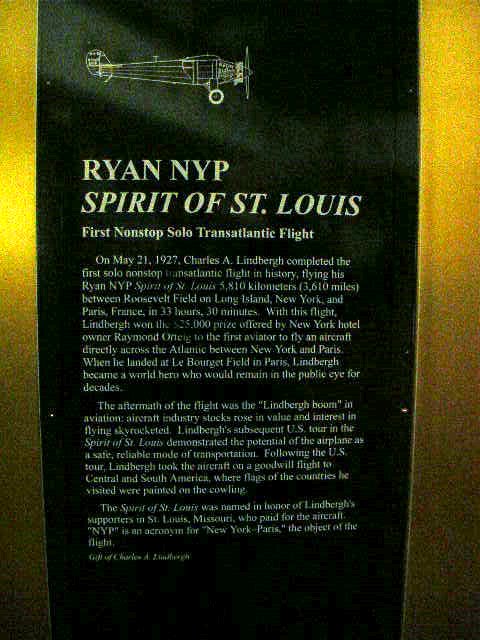 RYAN NYP
SPIRIT OF ST. LOUIS
First Nonstop Solo Transatlantic Flight
On May 21, 1927, Charles A. Lindbergh completed the
first solo nonstop transatlantic flight in history, flying his
Ryan NYP Spirit of St. Louis 5,810 kilometers (3,610 miles)
between Roosevelt Field on Long Island, New York, and
Paris, France, in 33 hours, 30 minutes. With this flight,
Lindbergh won the $25,000 prize offered by New York hotel
owner Raymond Orteig to the first aviator to fly an aircraft
directly across the Atlantic between New York and Paris.
When he landed at Le Bourget Field in Paris, Lindbergh
became a world hero who would remain in the public eye for
decades.
The aftermath of the flight was the "Lindbergh boom" in
aviation: aircraft industry stocks rose in value and interest in
flying skyrocketed. Lindbergh's subsequent U.S. tour in the
Spirit of St. Louis demonstrated the potential of the airplane as
a safe, reliable mode of transportation. Following the U.S.
tour, Lindbergh took the aircraft on a goodwill flight to
Central and South America, where flags of the countries he
visited were painted on the cowling.
The Spirit of St. Louis was named in honor of Lindbergh's
supporters in St. Louis, Missouri, who paid for the aircraft.
"NYP" is an acronym for "New York–Paris," the object of the
flight.
Gift of Charles A. Lindbergh